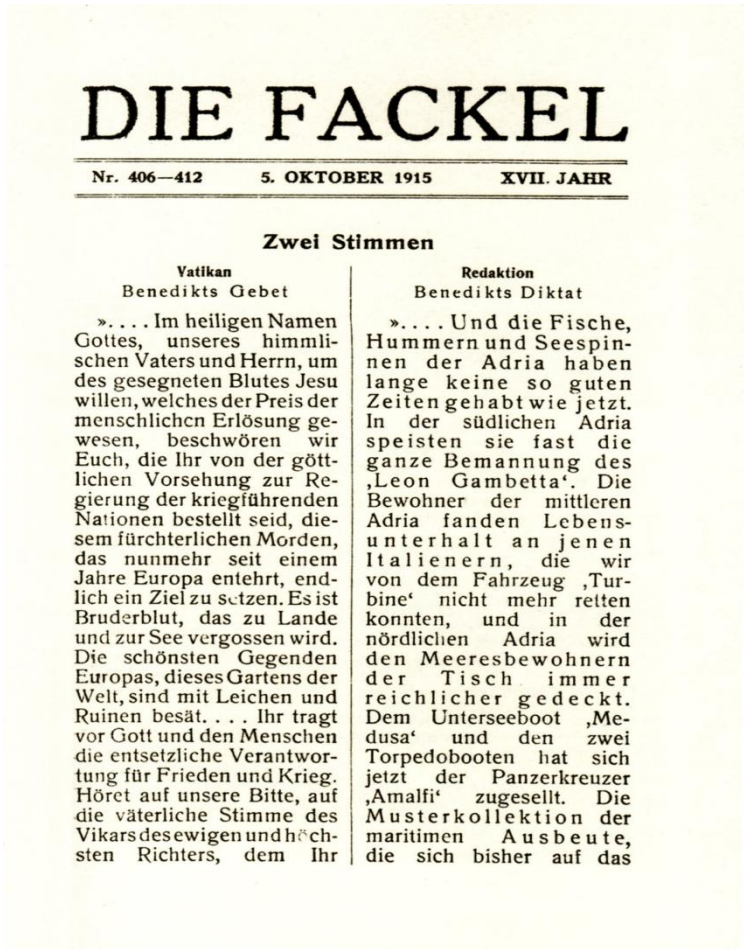 DIE FACKEL
Nr. 406—412 5. OKTOBER 1915 XVII. JAHR
Zwei Stimmen
Vatikan
Benedikts Gebet
».... Im heiligen Namen
Gottes, unseres himmli-
schen Vaters und Herrn, um
des gesegneten Blutes Jesu
willen, welches der Preis der
menschlichen Erlösung ge-
wesen, beschwören wir
Euch, die Ihr von der gött-
lichen Vorsehung zur Re-
gierung der kriegführenden
Nationen bestellt seid, die-
sem fürchterlichen Morden,
das nunmehr seit einem
Jahre Europa entehrt, end-
lich ein Ziel zu setzen. Es ist
Bruderblut, das zu Lande
und zur See vergossen wird.
Die schönsten Gegenden
Europas, dieses Gartens der
Welt, sind mit Leichen und
Ruinen besät. . . . Ihr tragt
vor Gott und den Menschen
die entsetzliche Verantwor-
tung für Frieden und Krieg.
Höret auf unsere Bitte, auf
die väterliche Stimme des
Vikars des ewigen und höch-
sten Richters, dem Ihr
Redaktion
Benedikts Diktat
».... Und die Fische,
Hummern und Seespin-
nen der Adria haben
lange keine so guten
Zeiten gehabt wie jetzt.
In der südlichen Adria
speisten sie fast die
ganze Bemannung des
‚Leon Gambetta‘. Die
Bewohner der mittleren
Adria fanden Lebens-
unterhalt an jenen
Italienern, die wir
von dem Fahrzeug ‚Tur-
bine‘ nicht mehr retten
konnten, und in der
nördlichen Adria wird
den Meeresbewohnern
der Tisch immer
reichlicher gedeckt.
Dem Unterseeboot ‚Me-
dusa‘ und den zwei
Torpedobooten hat sich
jetzt der Panzerkreuzer
‚Amalfi‘ zugesellt. Die
Musterkollektion der
maritimen Ausbeute,
die sich bisher auf das